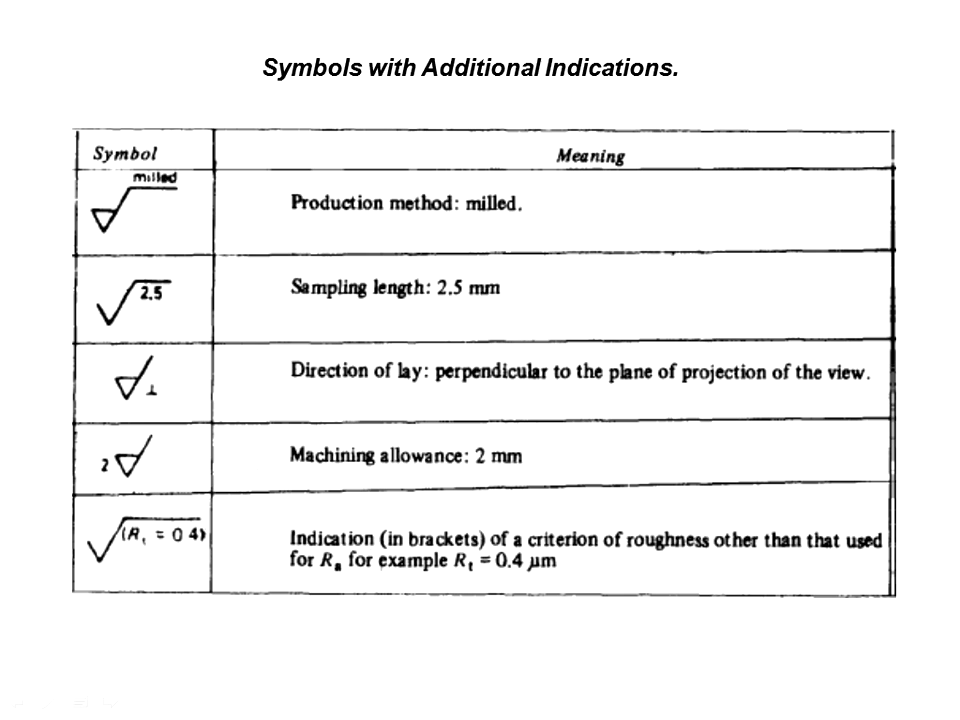 Symbols with Additional Indications.
Symbol Meaning
milled
Production method: milled.
2.5
Sampling length: 2.5 mm
⊥
Direction of lay: perpendicular to the plane of projection of the view.
2
Machining allowance: 2 mm
(Rt = 0 4)
Indication (in brackets) of a criterion of roughness other than that used
for Ra for example Rt = 0.4 μm